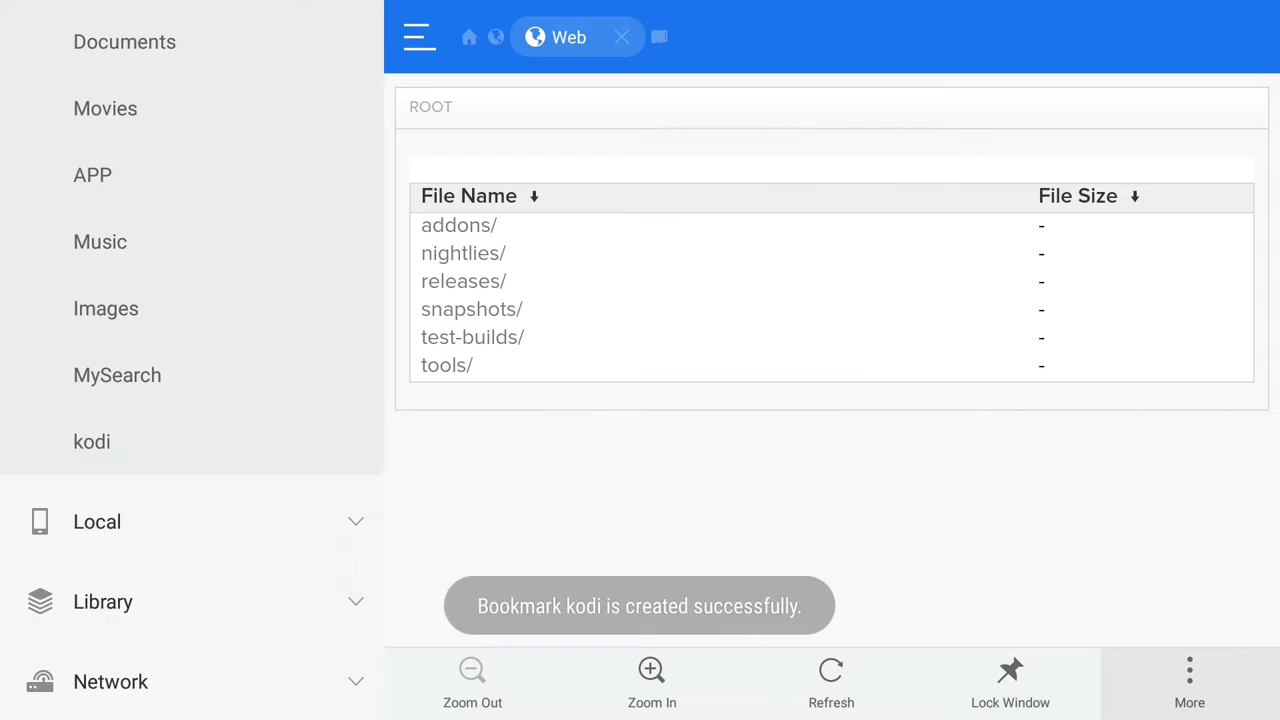 Documents
Movies
APP
Music
Images
MySearch
kodi
Local
Library
Network
Web
ROOT
File Name File Size
addons/ -
nightlies/ -
releases/ -
snapshots/ -
test-builds/ -
tools/ -
Bookmark kodi is created successfully.
Zoom Out Zoom In Refresh Lock Window More